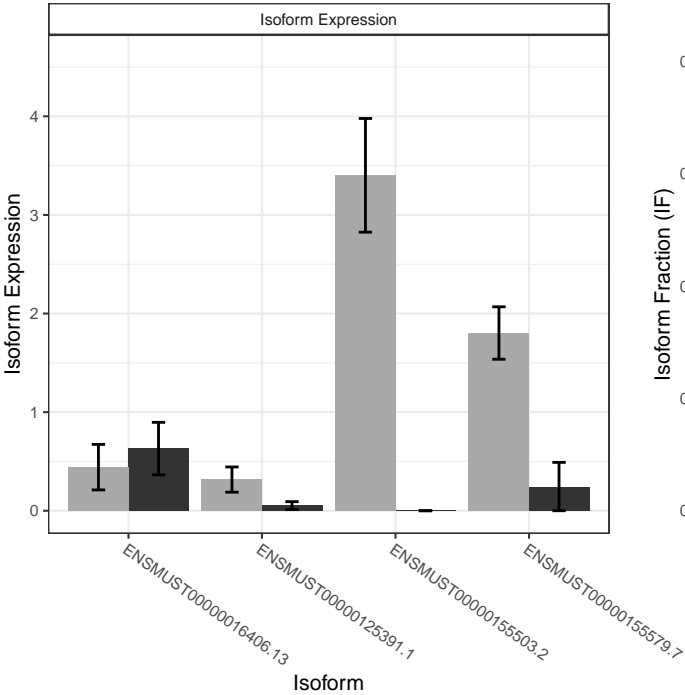 Isoform Expression
Isoform Expression
4
3
2
1
0
ENSMUST00000016406.13
ENSMUST00000125391.1
ENSMUST00000155503.2
ENSMUST00000155579.7
Isoform
Isoform Fraction (IF)